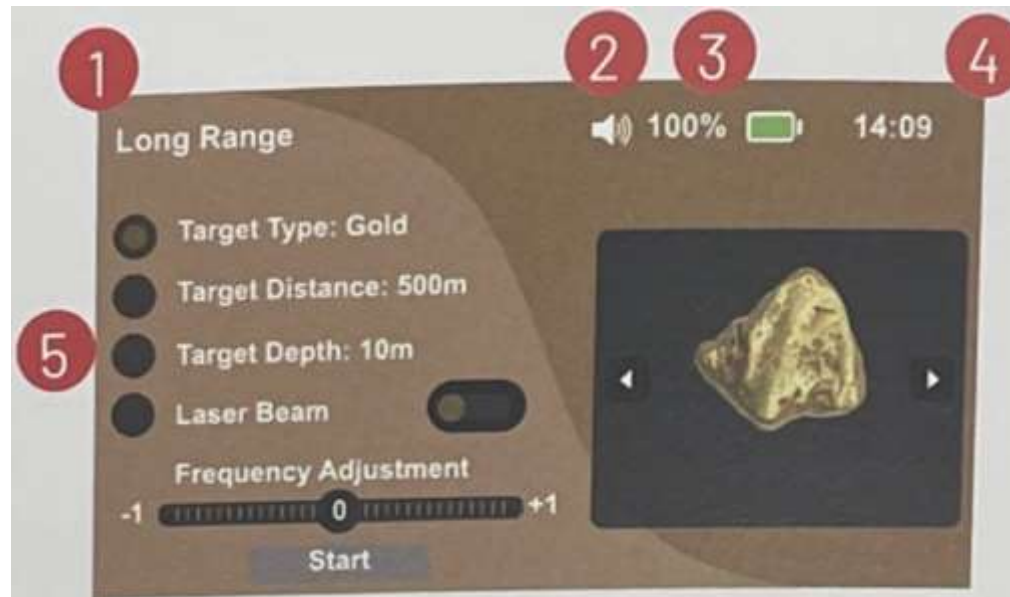 1
2
3
4
Long Range
100%
14:09
Target Type: Gold
Target Distance: 500m
5
Target Depth: 10m
Laser Beam
Frequency Adjustment
-1
0
+1
Start